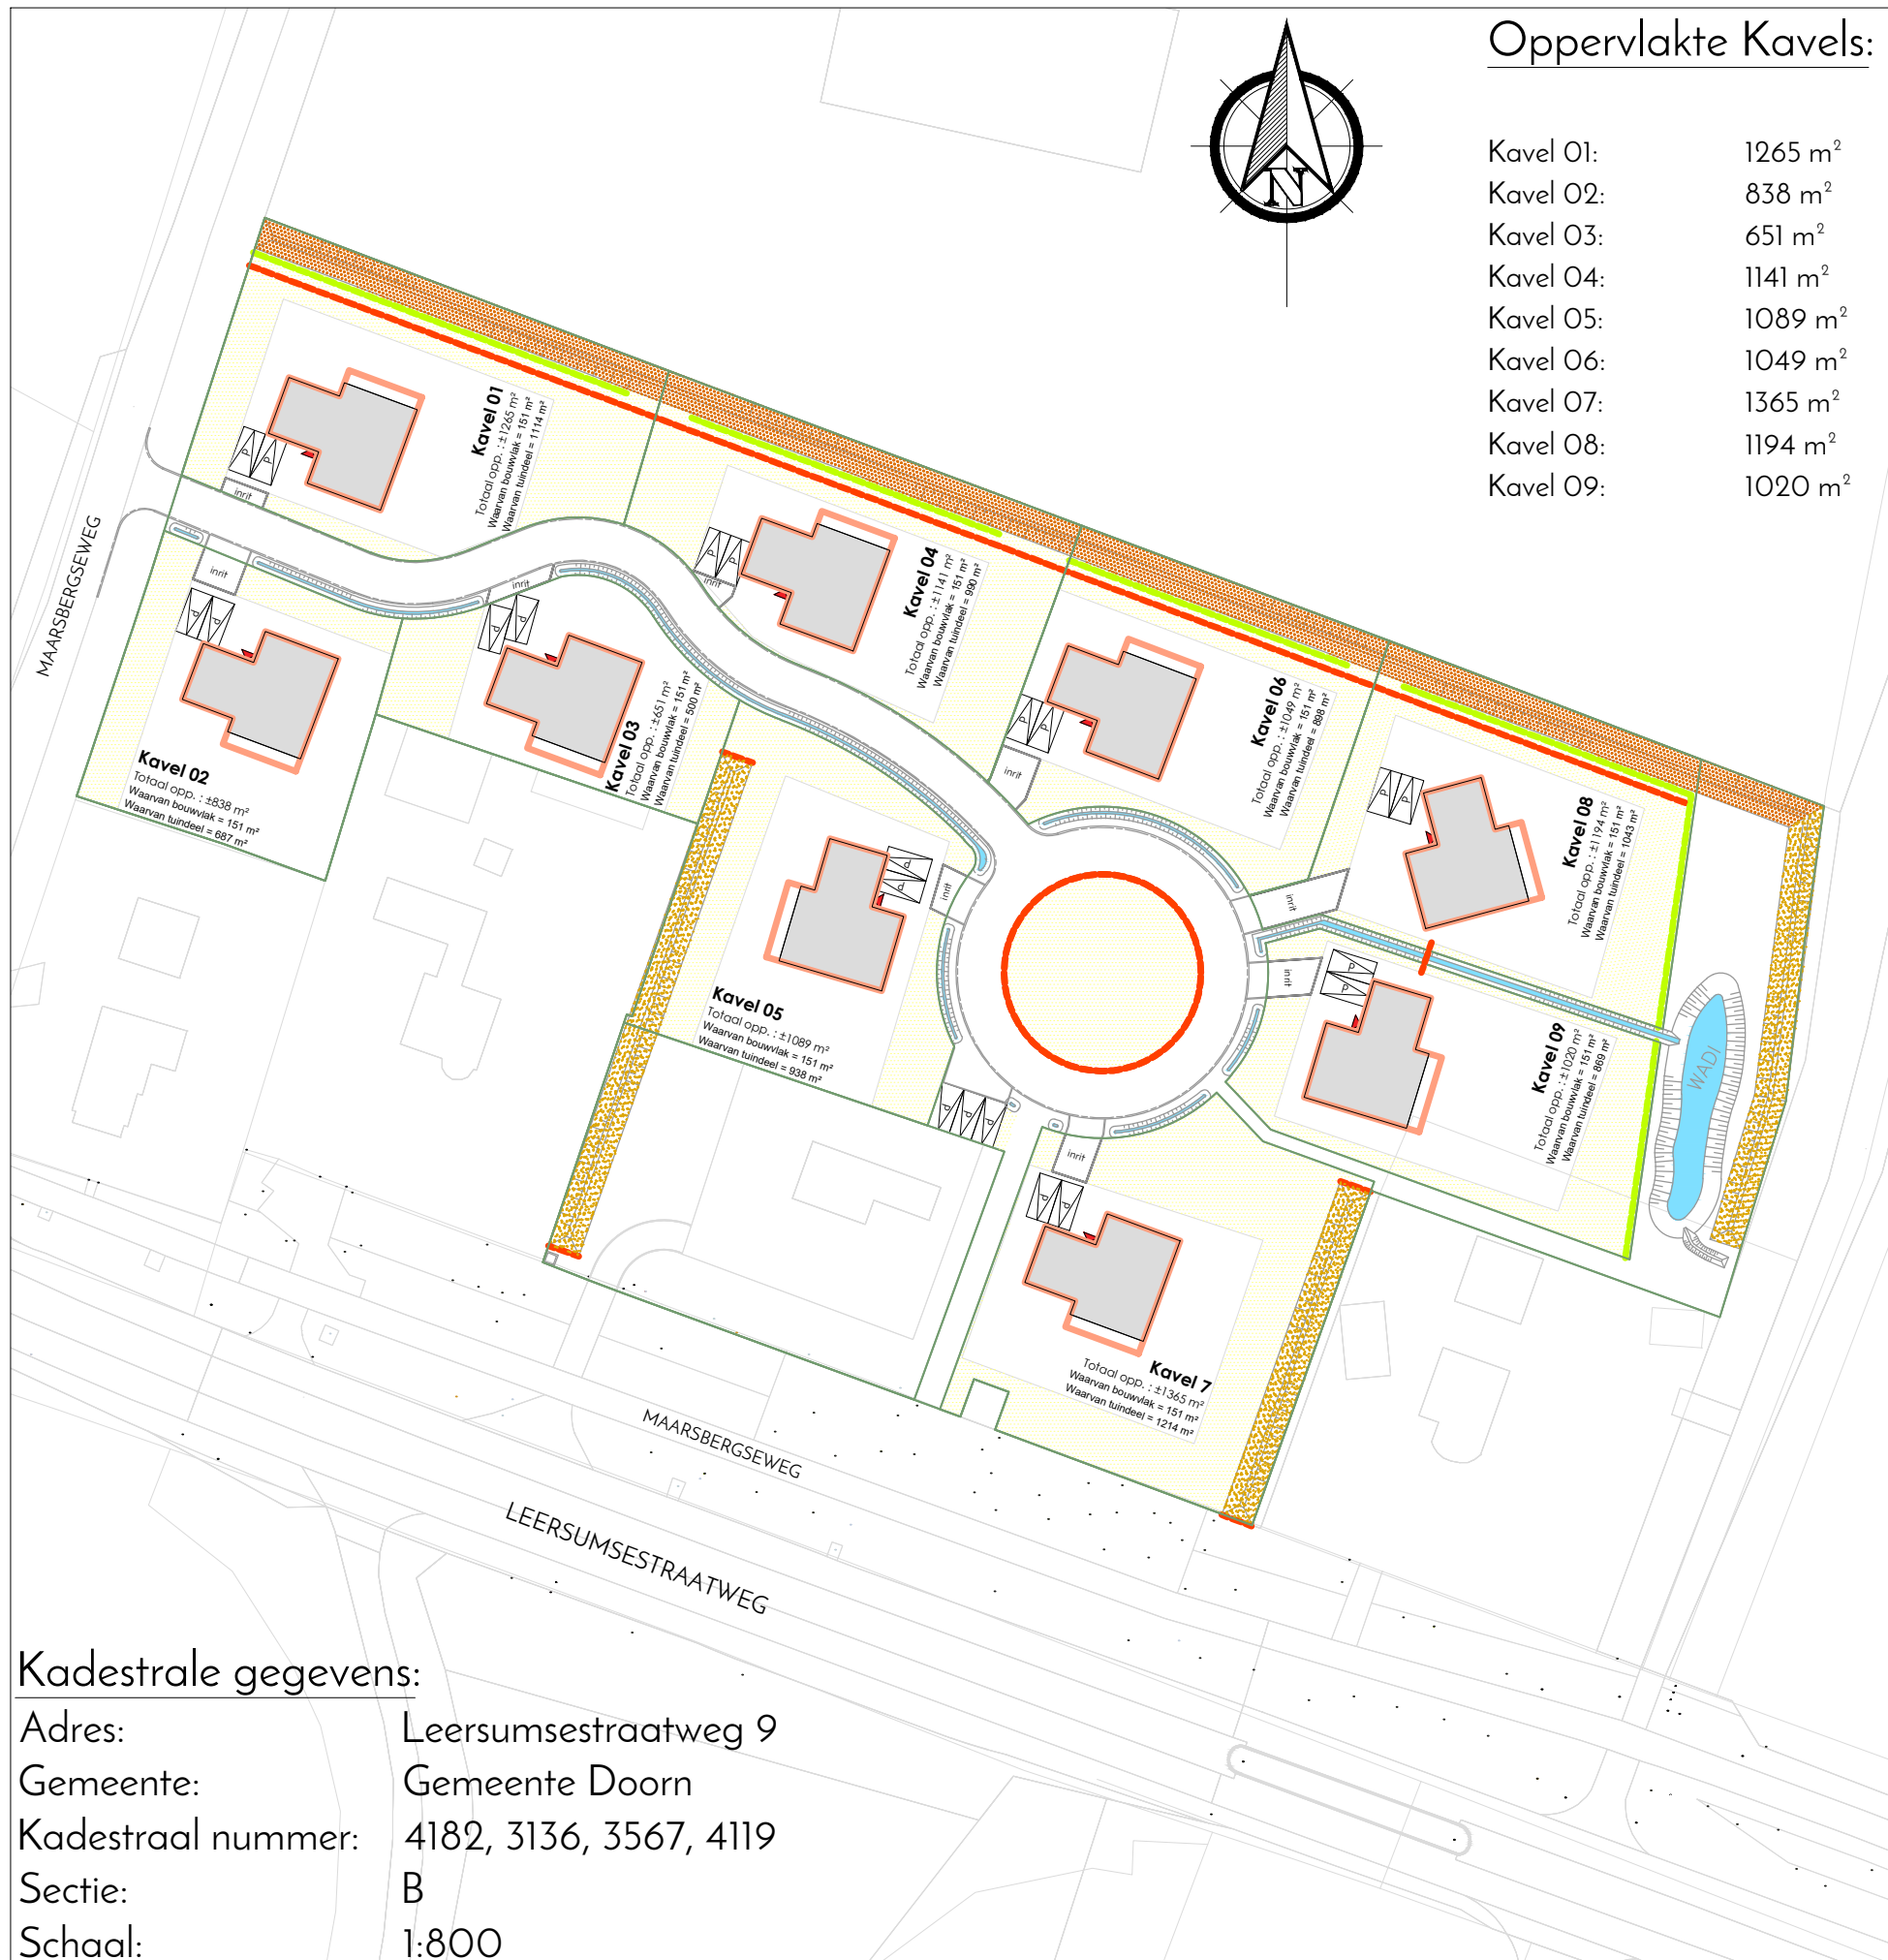 Oppervlakte Kavels:
Kavel 01: 1265 m²
Kavel 02: 838 m²
Kavel 03: 651 m²
Kavel 04: 1141 m²
Kavel 05: 1089 m²
Kavel 06: 1049 m²
Kavel 07: 1365 m²
Kavel 08: 1194 m²
Kavel 09: 1020 m²
N
Kavel 01
Totaal opp. : ±1265 m²
Waarvan bouwvlak = 151 m²
Waarvan tuindeel = 1114 m²
P P
inrit
MAARSBERGSEWEG
inrit
P P
Kavel 02
Totaal opp. : ±838 m²
Waarvan bouwvlak = 151 m²
Waarvan tuindeel = 687 m²
inrit
P P
Kavel 03
Totaal opp. : ±651 m²
Waarvan bouwvlak = 151 m²
Waarvan tuindeel = 500 m²
P P
inrit
Kavel 04
Totaal opp. : ±1141 m²
Waarvan bouwvlak = 151 m²
Waarvan tuindeel = 990 m²
P P
inrit
Kavel 06
Totaal opp. : ±1049 m²
Waarvan bouwvlak = 151 m²
Waarvan tuindeel = 898 m²
P P
inrit
Kavel 08
Totaal opp. : ±1194 m²
Waarvan bouwvlak = 151 m²
Waarvan tuindeel = 1043 m²
P P
inrit
Kavel 05
Totaal opp. : ±1089 m²
Waarvan bouwvlak = 151 m²
Waarvan tuindeel = 938 m²
inrit
P P
Kavel 09
Totaal opp. : ±1020 m²
Waarvan bouwvlak = 151 m²
Waarvan tuindeel = 869 m²
WADI
P P P
inrit
P P
Kavel 7
Totaal opp. : ±1365 m²
Waarvan bouwvlak = 151 m²
Waarvan tuindeel = 1214 m²
MAARSBERGSEWEG
LEERSUMSESTRAATWEG
Kadestrale gegevens:
Adres: Leersumsestraatweg 9
Gemeente: Gemeente Doorn
Kadestraal nummer: 4182, 3136, 3567, 4119
Sectie: B
Schaal: 1:800